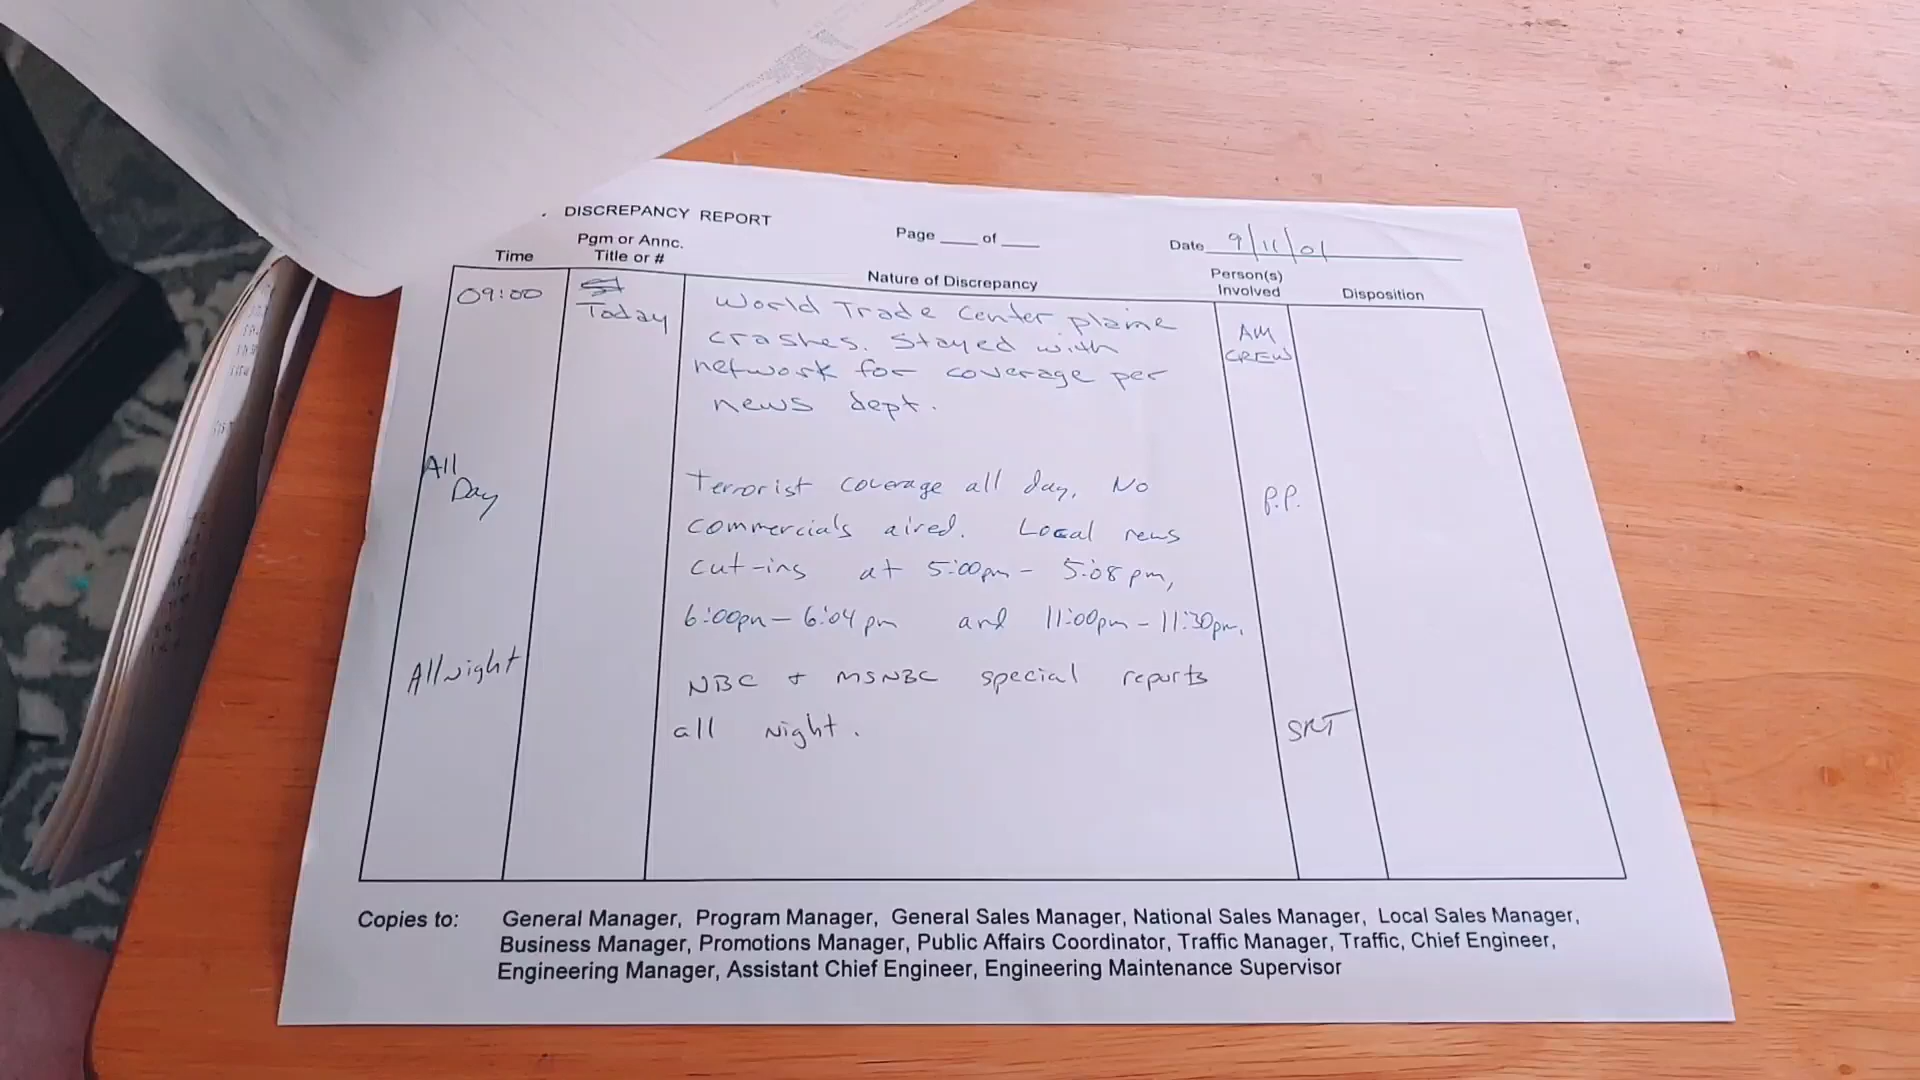 DISCREPANCY REPORT
Page ____ of ____
Date 9/11/01
Time
Pgm or Annc. Title or #
Nature of Discrepancy
Person(s) Involved
Disposition
09:00
Today
World Trade Center plane
crashes. Stayed with
network for coverage per
news dept.
AM
CREW
All
Day
Terrorist coverage all day. No
commercials aired. Local news
cut-ins at 5:00pm - 5:08pm,
6:00pm - 6:04pm and 11:00pm - 11:30pm.
P.P.
All Night
NBC + MSNBC special reports
all night.
SRT
Copies to: General Manager, Program Manager, General Sales Manager, National Sales Manager, Local Sales Manager,
Business Manager, Promotions Manager, Public Affairs Coordinator, Traffic Manager, Traffic, Chief Engineer,
Engineering Manager, Assistant Chief Engineer, Engineering Maintenance Supervisor